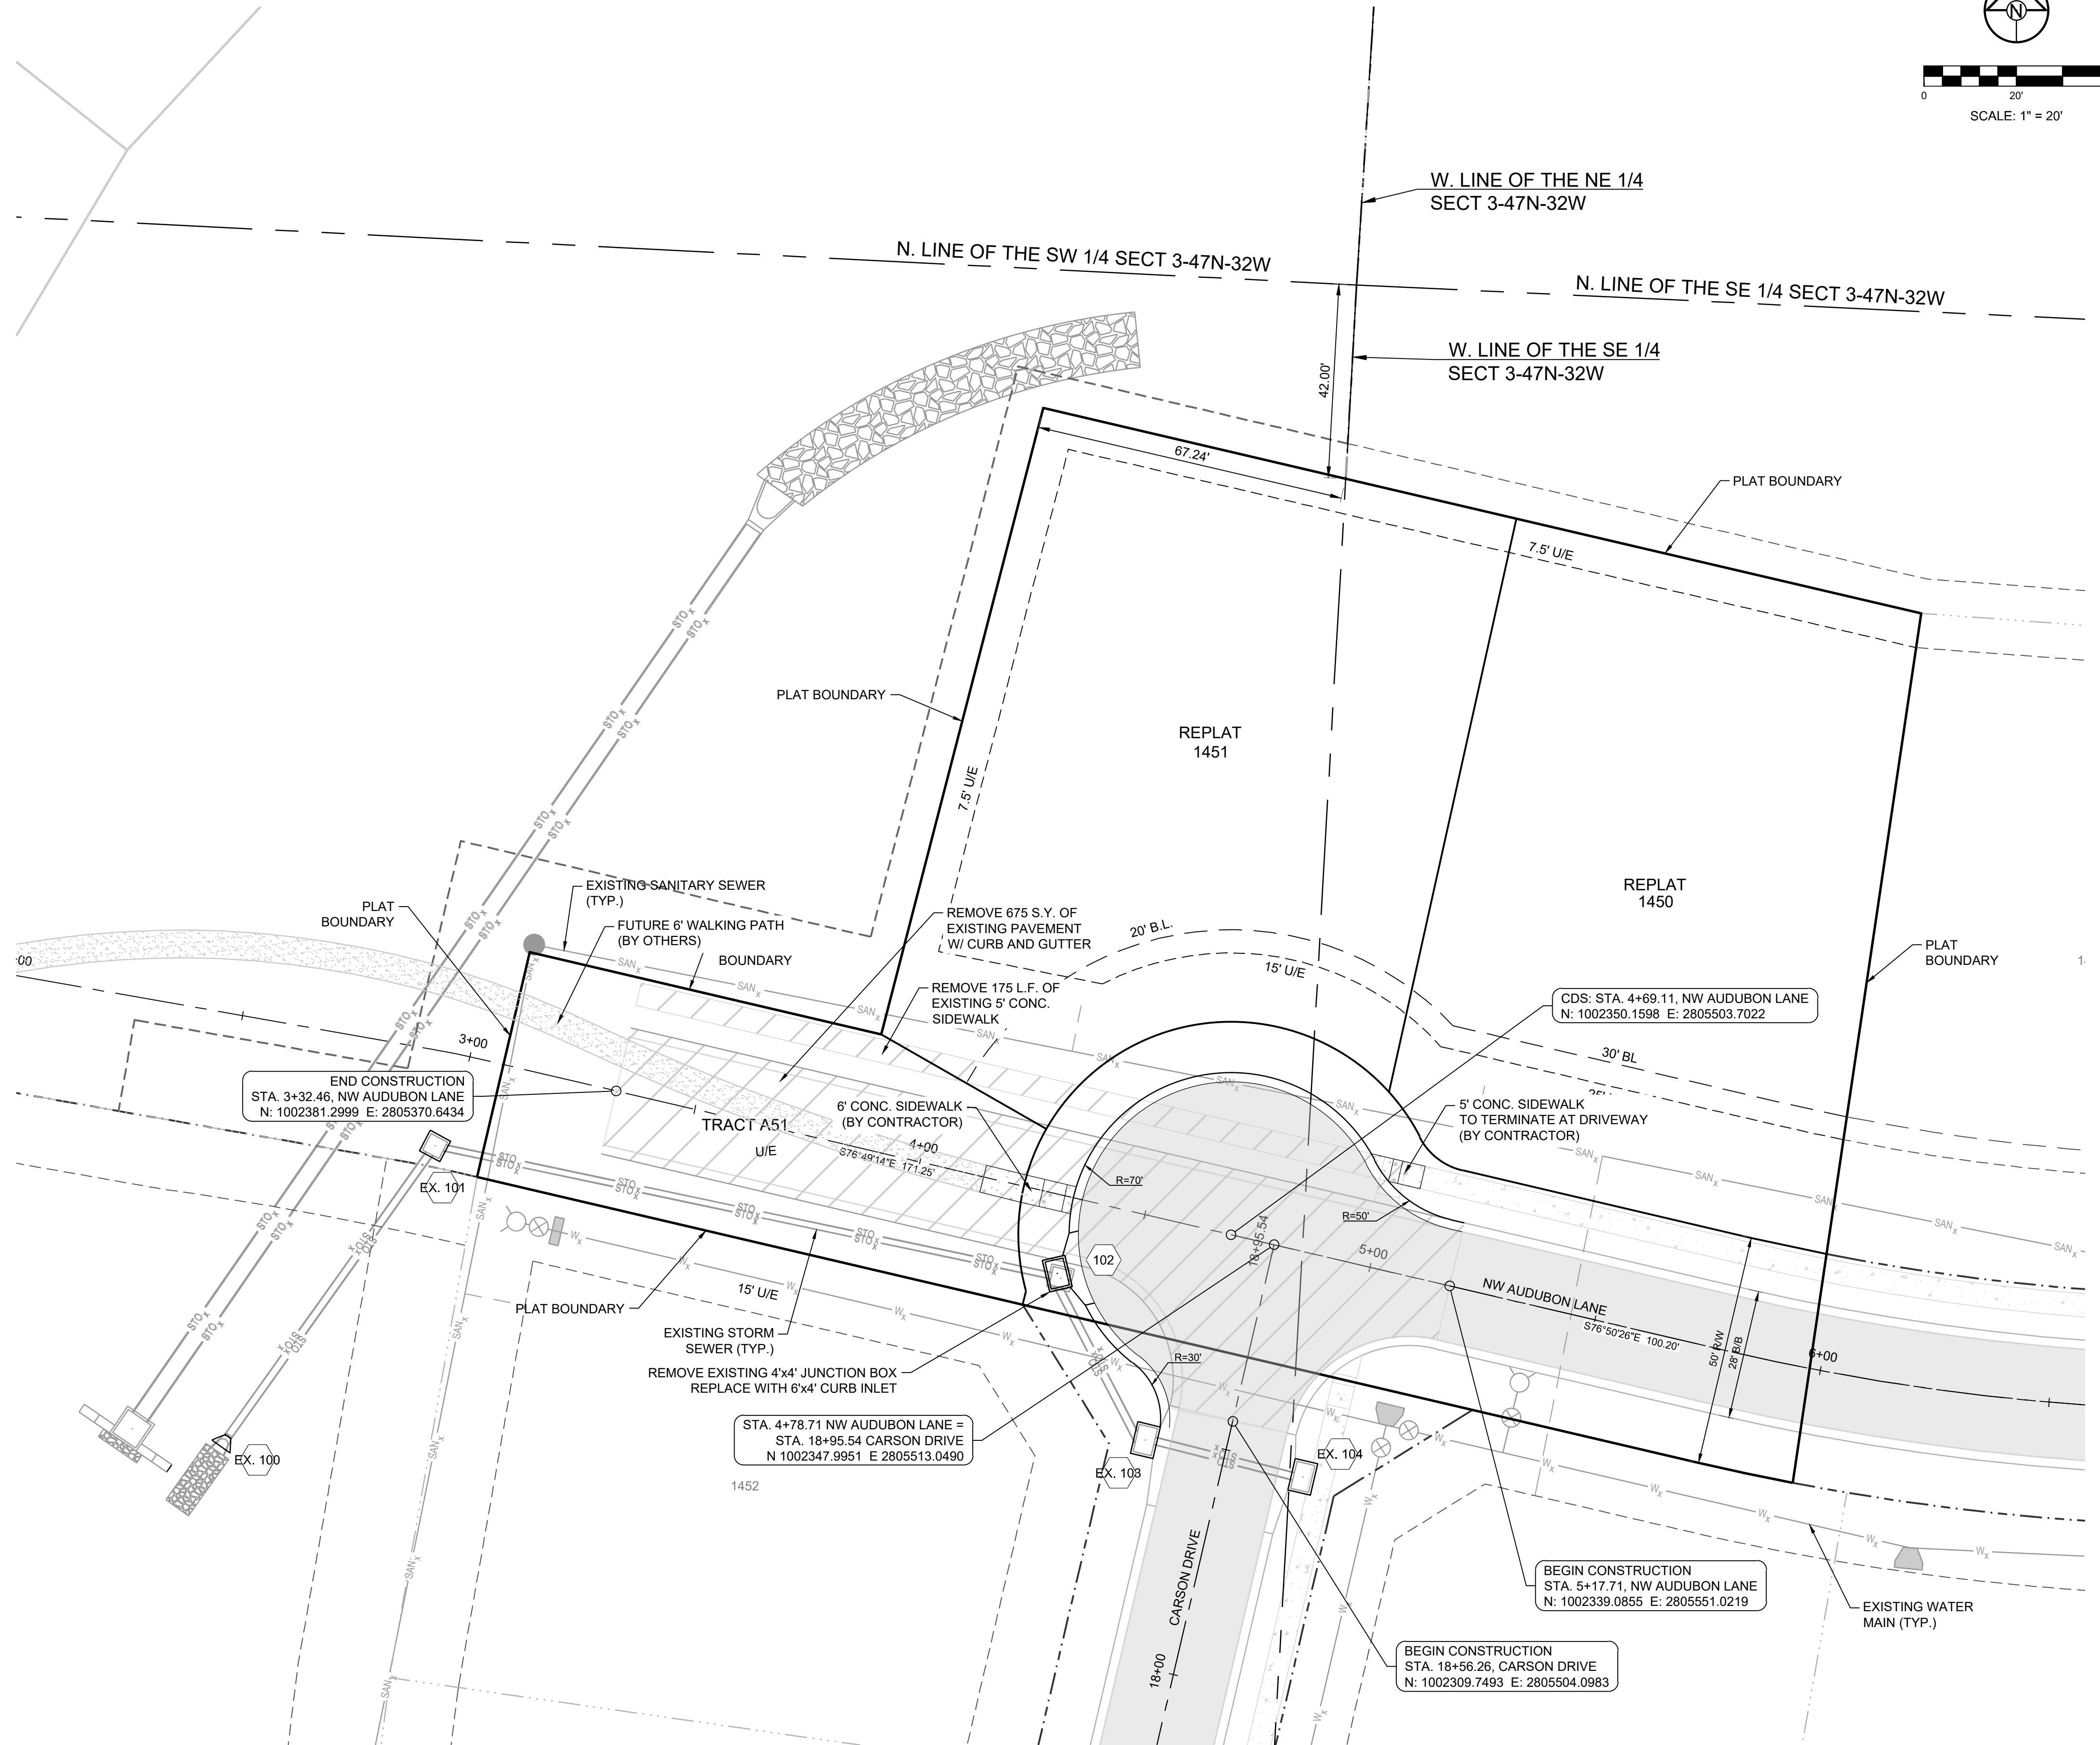 N
0
20'
SCALE: 1" = 20'
W. LINE OF THE NE 1/4
SECT 3-47N-32W
N. LINE OF THE SW 1/4 SECT 3-47N-32W
N. LINE OF THE SE 1/4 SECT 3-47N-32W
W. LINE OF THE SE 1/4
SECT 3-47N-32W
42.00'
67.24'
PLAT BOUNDARY
7.5' U/E
PLAT BOUNDARY
REPLAT
1451
7.5' U/E
REPLAT
1450
EXISTING SANITARY SEWER
(TYP.)
PLAT
BOUNDARY
FUTURE 6' WALKING PATH
(BY OTHERS)
BOUNDARY
REMOVE 675 S.Y. OF
EXISTING PAVEMENT
W/ CURB AND GUTTER
20' B.L.
15' U/E
PLAT
BOUNDARY
REMOVE 175 L.F. OF
EXISTING 5' CONC.
SIDEWALK
CDS: STA. 4+69.11, NW AUDUBON LANE
N: 1002350.1598 E: 2805503.7022
3+00
30' BL
END CONSTRUCTION
STA. 3+32.46, NW AUDUBON LANE
N: 1002381.2999 E: 2805370.6434
6' CONC. SIDEWALK
(BY CONTRACTOR)
5' CONC. SIDEWALK
TO TERMINATE AT DRIVEWAY
(BY CONTRACTOR)
TRACT A51
U/E
4+00
S76°49'14"E 171.25'
R=70'
R=50'
EX. 101
18+95.54
5+00
102
NW AUDUBON LANE
S76°50'26"E 100.20'
50' R/W
28' B/B
6+00
15' U/E
PLAT BOUNDARY
EXISTING STORM
SEWER (TYP.)
REMOVE EXISTING 4'x4' JUNCTION BOX
REPLACE WITH 6'x4' CURB INLET
R=30'
STA. 4+78.71 NW AUDUBON LANE =
STA. 18+95.54 CARSON DRIVE
N 1002347.9951 E 2805513.0490
EX. 100
EX. 103
EX. 104
1452
CARSON DRIVE
18+00
BEGIN CONSTRUCTION
STA. 5+17.71, NW AUDUBON LANE
N: 1002339.0855 E: 2805551.0219
EXISTING WATER
MAIN (TYP.)
BEGIN CONSTRUCTION
STA. 18+56.26, CARSON DRIVE
N: 1002309.7493 E: 2805504.0983